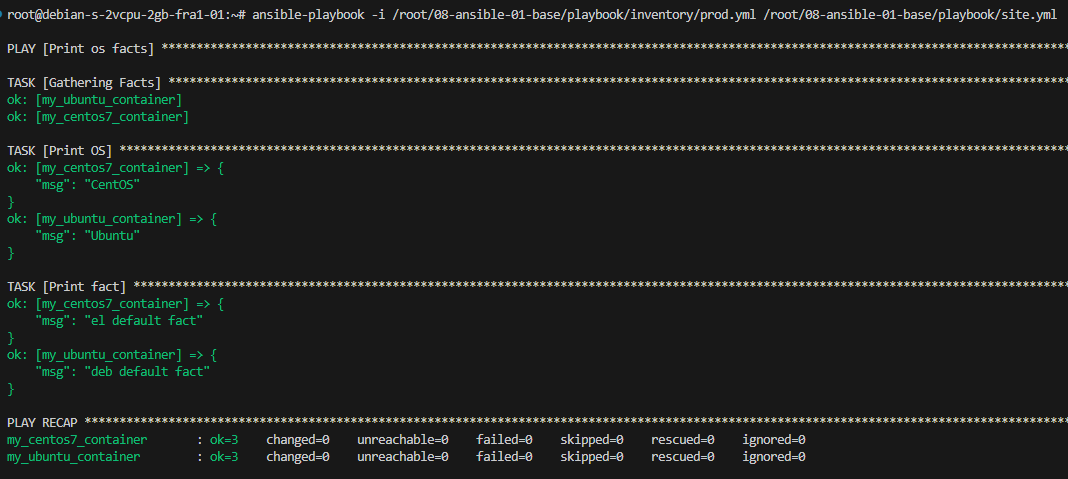 root@debian-s-2vcpu-2gb-fra1-01:~# ansible-playbook -i /root/08-ansible-01-base/playbook/inventory/prod.yml /root/08-ansible-01-base/playbook/site.yml
PLAY [Print os facts] ************************************************************************************************************************************
TASK [Gathering Facts] ***********************************************************************************************************************************
ok: [my_ubuntu_container]
ok: [my_centos7_container]
TASK [Print OS] ******************************************************************************************************************************************
ok: [my_centos7_container] => {
    "msg": "CentOS"
}
ok: [my_ubuntu_container] => {
    "msg": "Ubuntu"
}
TASK [Print fact] ****************************************************************************************************************************************
ok: [my_centos7_container] => {
    "msg": "el default fact"
}
ok: [my_ubuntu_container] => {
    "msg": "deb default fact"
}
PLAY RECAP ***********************************************************************************************************************************************
my_centos7_container       : ok=3    changed=0    unreachable=0    failed=0    skipped=0    rescued=0    ignored=0
my_ubuntu_container        : ok=3    changed=0    unreachable=0    failed=0    skipped=0    rescued=0    ignored=0